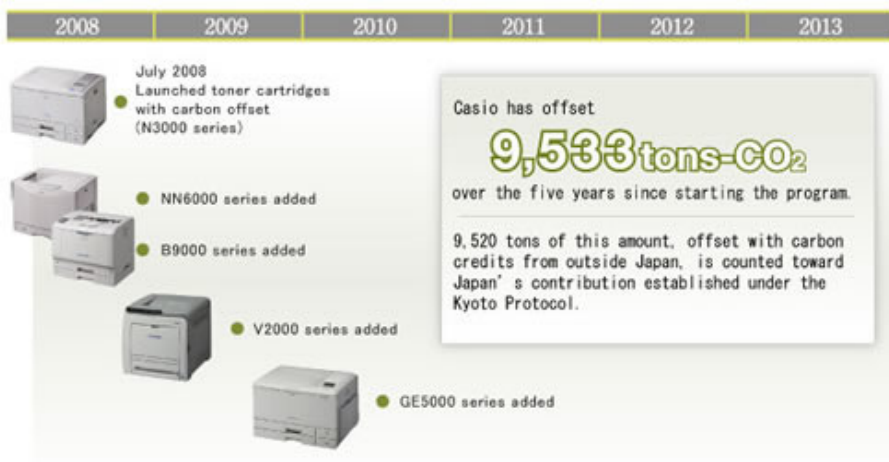 2008 2009 2010 2011 2012 2013
July 2008
Launched toner cartridges
with carbon offset
(N3000 series)
NN6000 series added
B9000 series added
V2000 series added
GE5000 series added
Casio has offset
9,533 tons-CO2
over the five years since starting the program.
9,520 tons of this amount, offset with carbon
credits from outside Japan, is counted toward
Japan's contribution established under the
Kyoto Protocol.